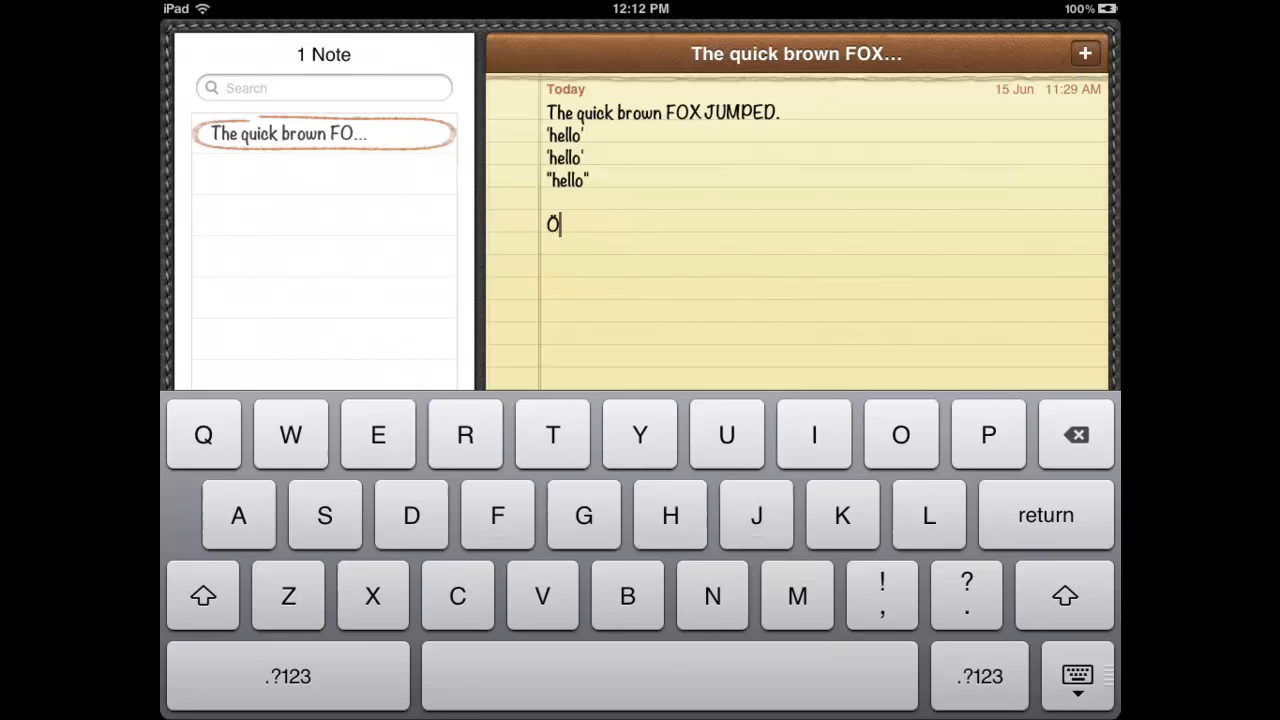 iPad 12:12 PM 100%
1 Note
Search
The quick brown FO...
The quick brown FOX... +
Today 15 Jun 11:29 AM
The quick brown FOX JUMPED.
'hello'
'hello'
"hello"
Ö
Q W E R T Y U I O P
A S D F G H J K L return
Z X C V B N M ! , ? .
.?123 .?123